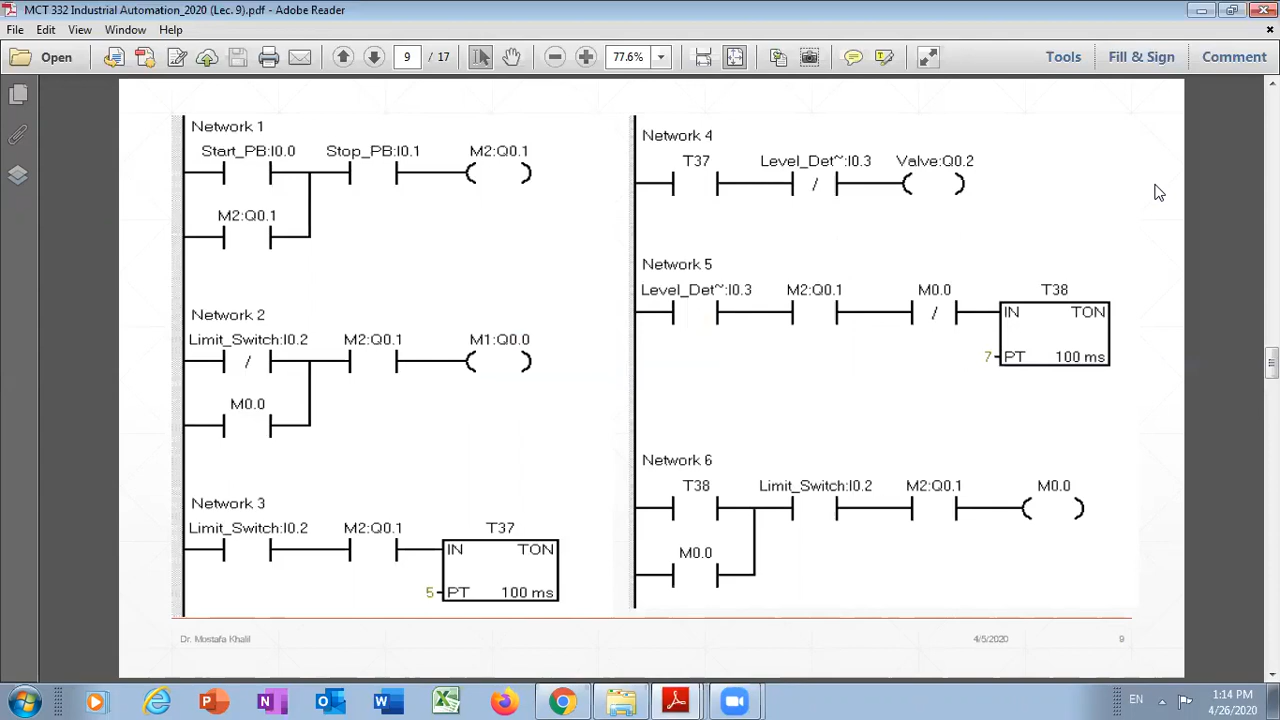 MCT 332 Industrial Automation_2020 (Lec. 9).pdf - Adobe Reader
File Edit View Window Help
Open 9 / 17 77.6% Tools Fill & Sign Comment
Network 1
Start_PB:I0.0 Stop_PB:I0.1 M2:Q0.1
M2:Q0.1
Network 2
Limit_Switch:I0.2 M2:Q0.1 M1:Q0.0
/
M0.0
Network 3
Limit_Switch:I0.2 M2:Q0.1 T37
IN TON
5 PT 100 ms
Network 4
T37 Level_Det~:I0.3 Valve:Q0.2
/
Network 5
Level_Det~:I0.3 M2:Q0.1 M0.0 T38
/ IN TON
7 PT 100 ms
Network 6
T38 Limit_Switch:I0.2 M2:Q0.1 M0.0
M0.0
Dr. Mostafa Khalil 4/5/2020 9
EN 1:14 PM
4/26/2020